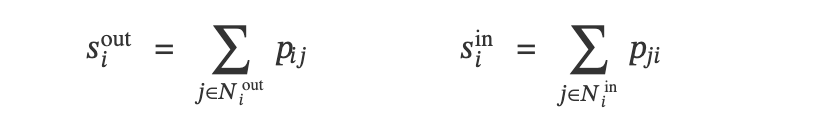 s_i^out = ∑_{j∈N_i^out} p_ij    s_i^in = ∑_{j∈N_i^in} p_ji